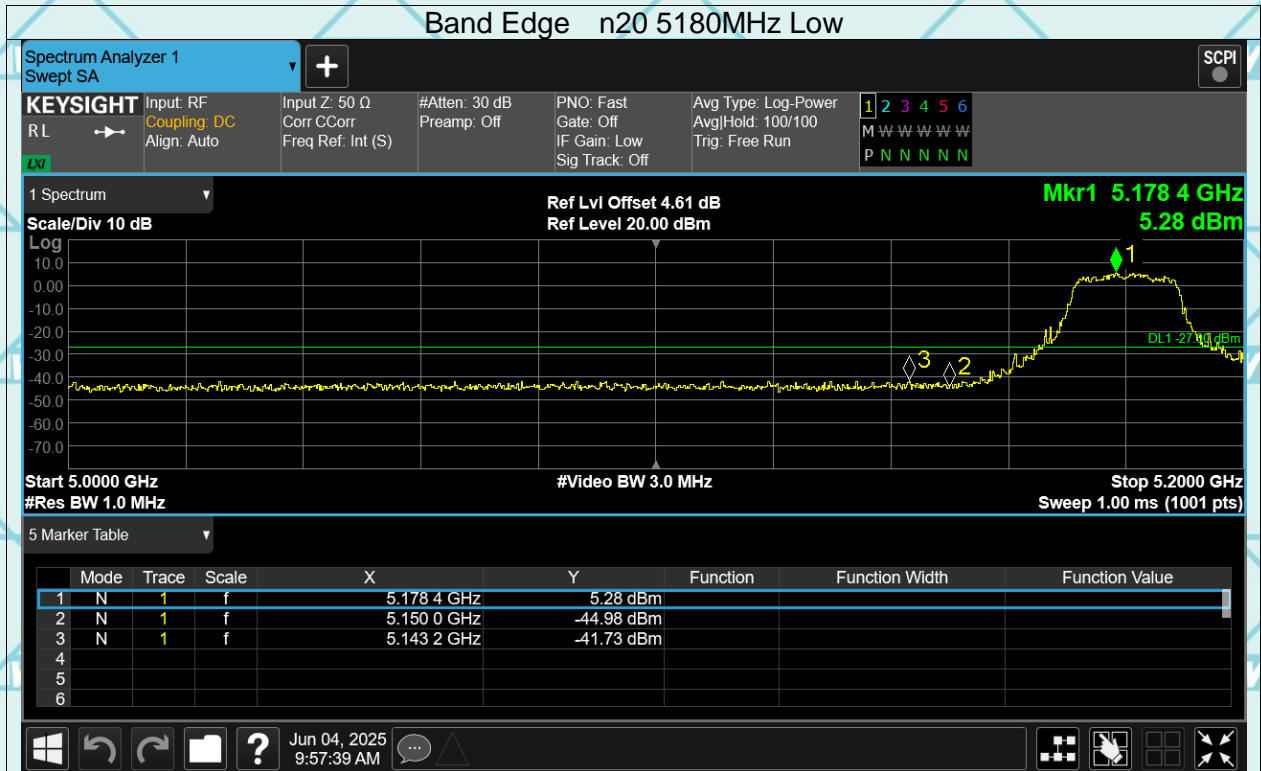 Band Edge n20 5180MHz Low
Spectrum Analyzer 1
Swept SA
SCPI
KEYSIGHT
R L
LXI
Input: RF
Coupling: DC
Align: Auto
Input Z: 50 Ω
Corr CCorr
Freq Ref: Int (S)
#Atten: 30 dB
Preamp: Off
PNO: Fast
Gate: Off
IF Gain: Low
Sig Track: Off
Avg Type: Log-Power
Avg|Hold: 100/100
Trig: Free Run
1 2 3 4 5 6
M W W W W W
P N N N N N
1 Spectrum
Scale/Div 10 dB
Ref Lvl Offset 4.61 dB
Ref Level 20.00 dBm
Mkr1 5.178 4 GHz
5.28 dBm
Log
10.0
0.00
-10.0
-20.0
-30.0
-40.0
-50.0
-60.0
-70.0
1
DL1 -27.00 dBm
3
2
Start 5.0000 GHz
#Video BW 3.0 MHz
Stop 5.2000 GHz
#Res BW 1.0 MHz
Sweep 1.00 ms (1001 pts)
5 Marker Table
Mode Trace Scale X Y Function Function Width Function Value
1 N 1 f 5.178 4 GHz 5.28 dBm
2 N 1 f 5.150 0 GHz -44.98 dBm
3 N 1 f 5.143 2 GHz -41.73 dBm
4
5
6
?
Jun 04, 2025
9:57:39 AM